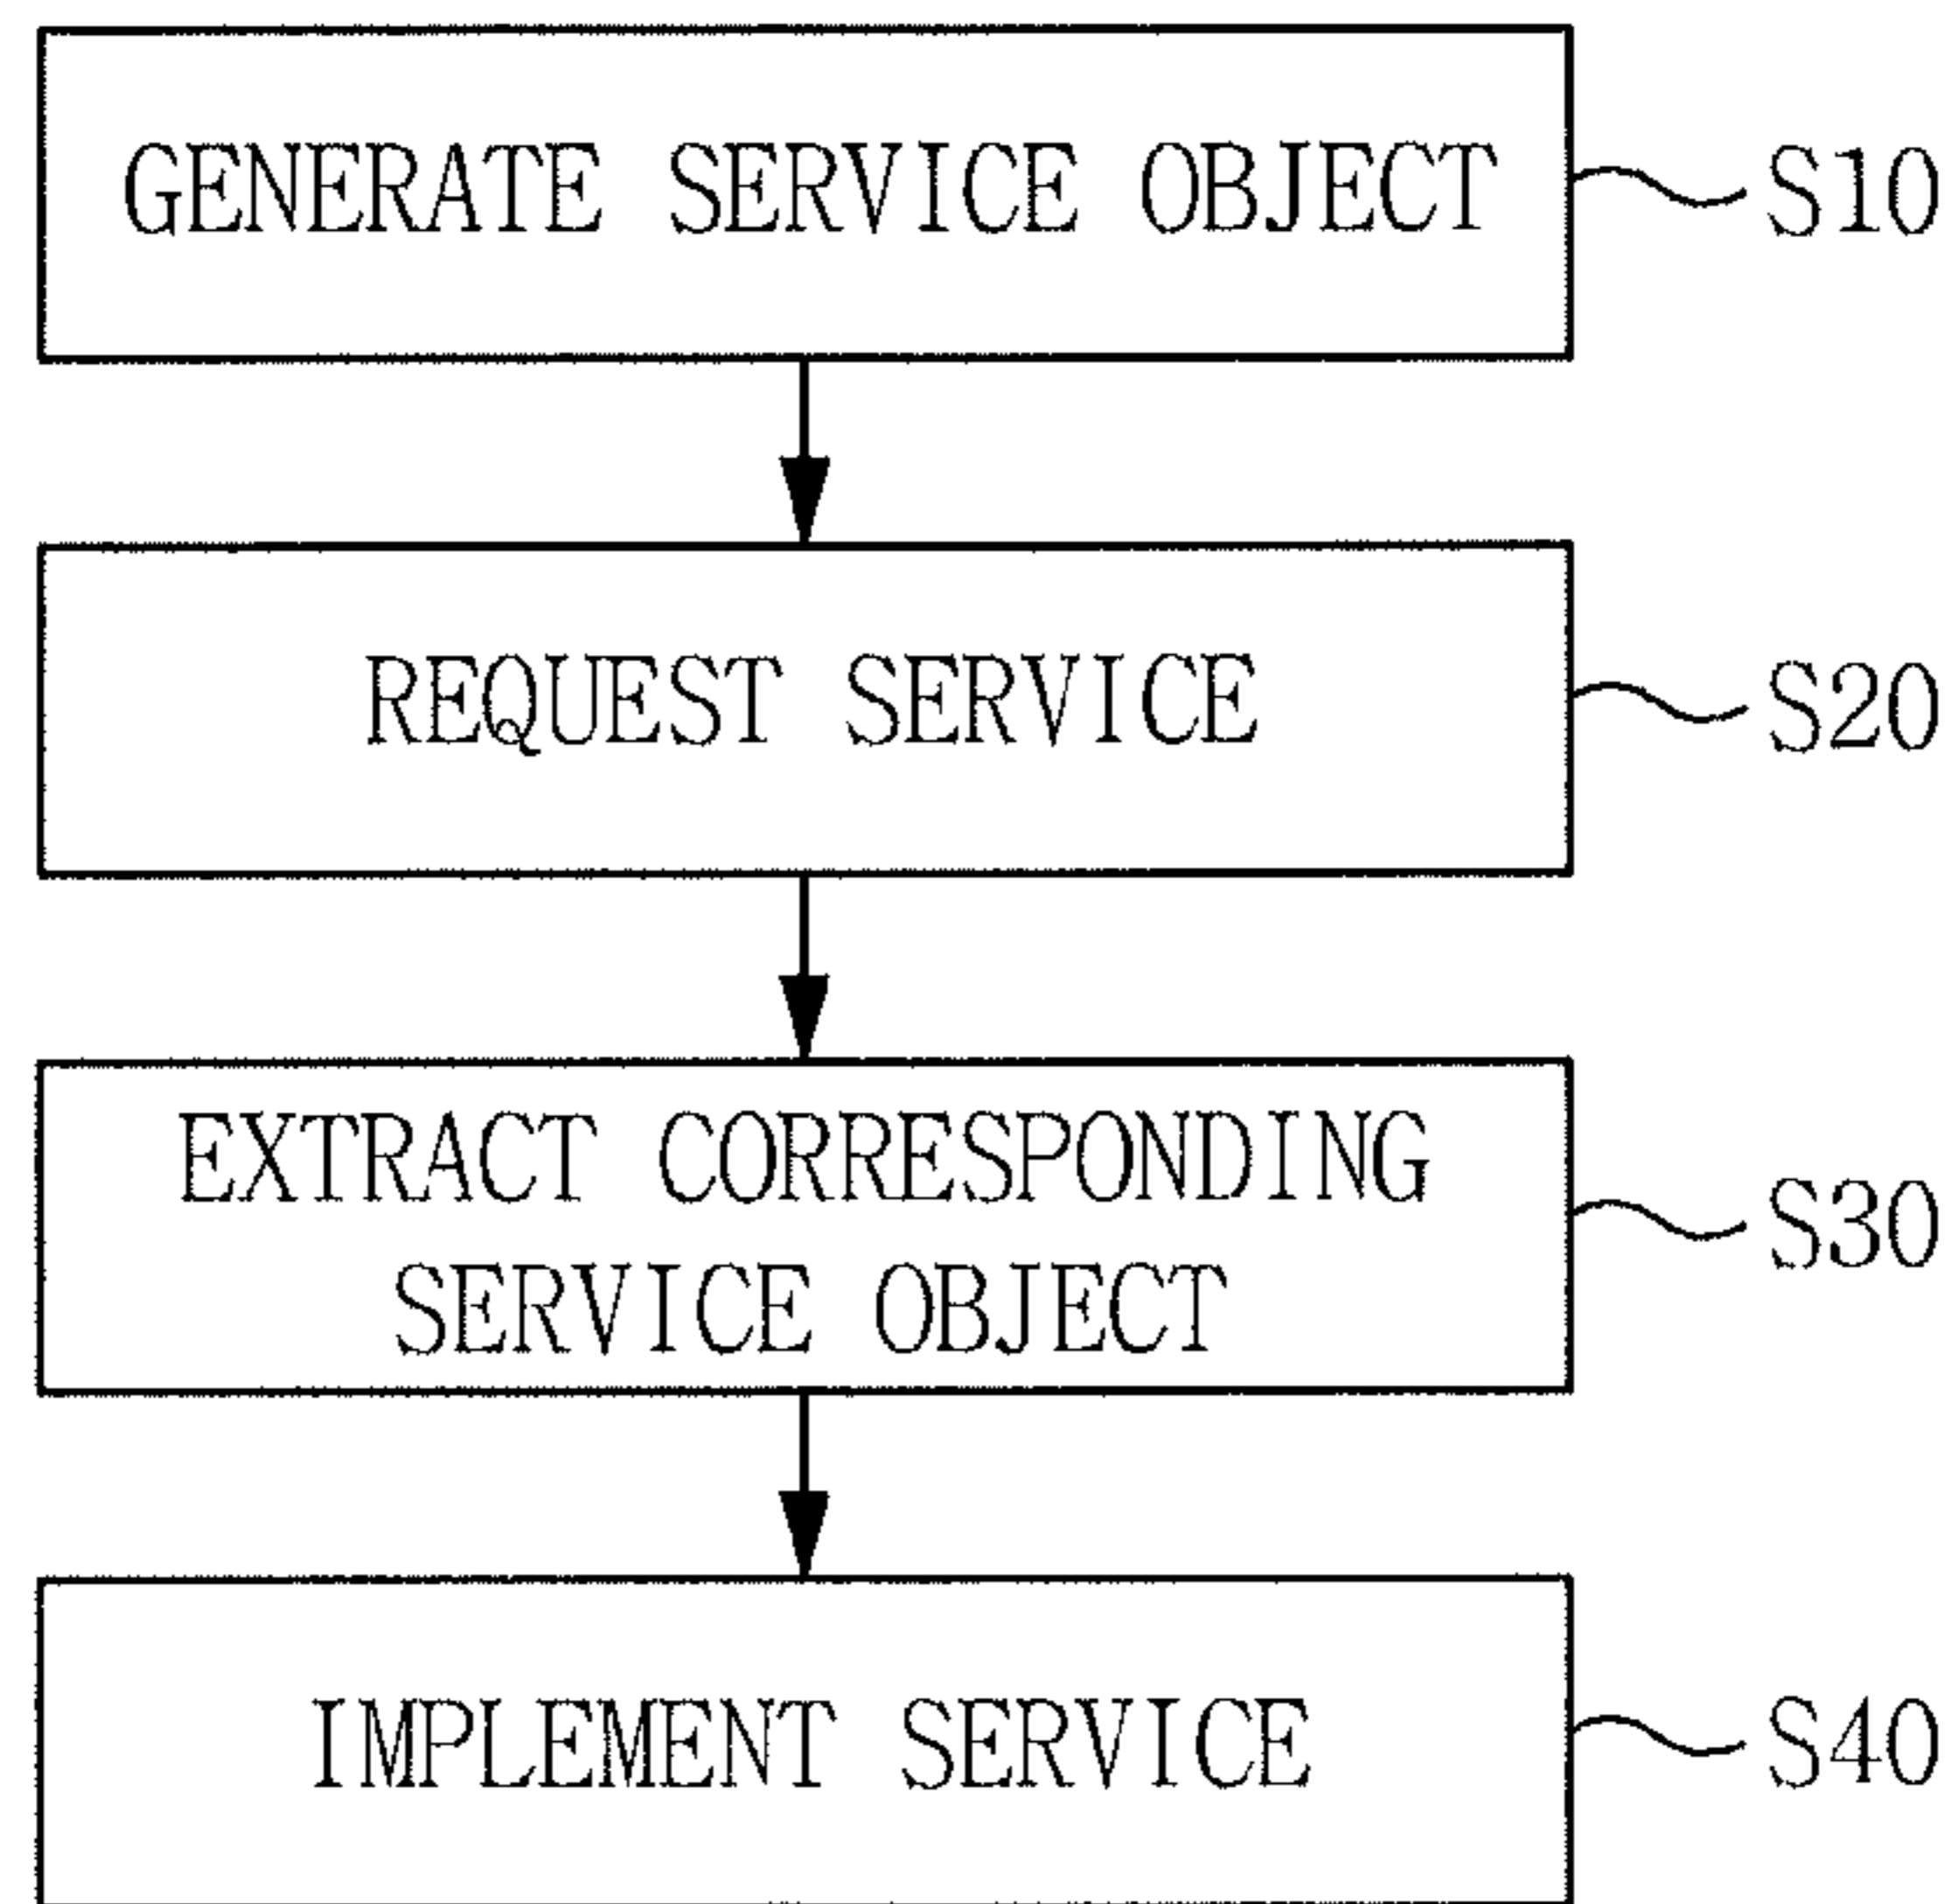 GENERATE SERVICE OBJECT
S10
REQUEST SERVICE
S20
EXTRACT CORRESPONDING
SERVICE OBJECT
S30
IMPLEMENT SERVICE
S40